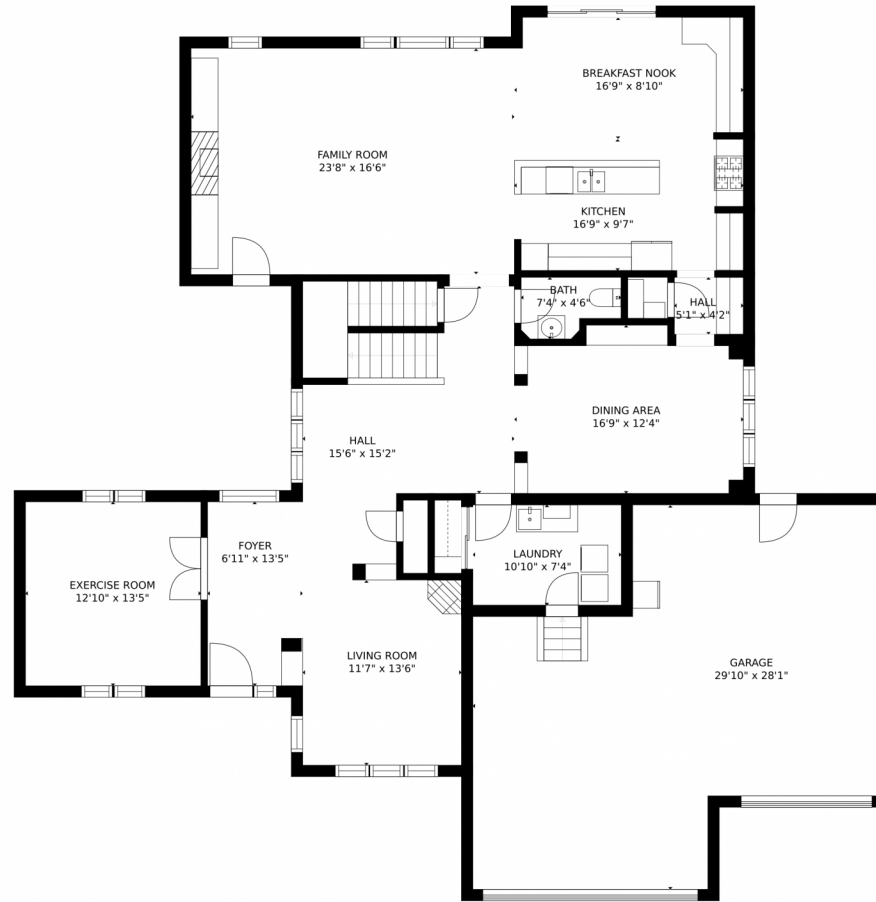 BREAKFAST NOOK
16'9" x 8'10"
FAMILY ROOM
23'8" x 16'6"
KITCHEN
16'9" x 9'7"
BATH
7'4" x 4'6"
HALL
5'1" x 4'2"
DINING AREA
16'9" x 12'4"
HALL
15'6" x 15'2"
FOYER
6'11" x 13'5"
LAUNDRY
10'10" x 7'4"
EXERCISE ROOM
12'10" x 13'5"
LIVING ROOM
11'7" x 13'6"
GARAGE
29'10" x 28'1"